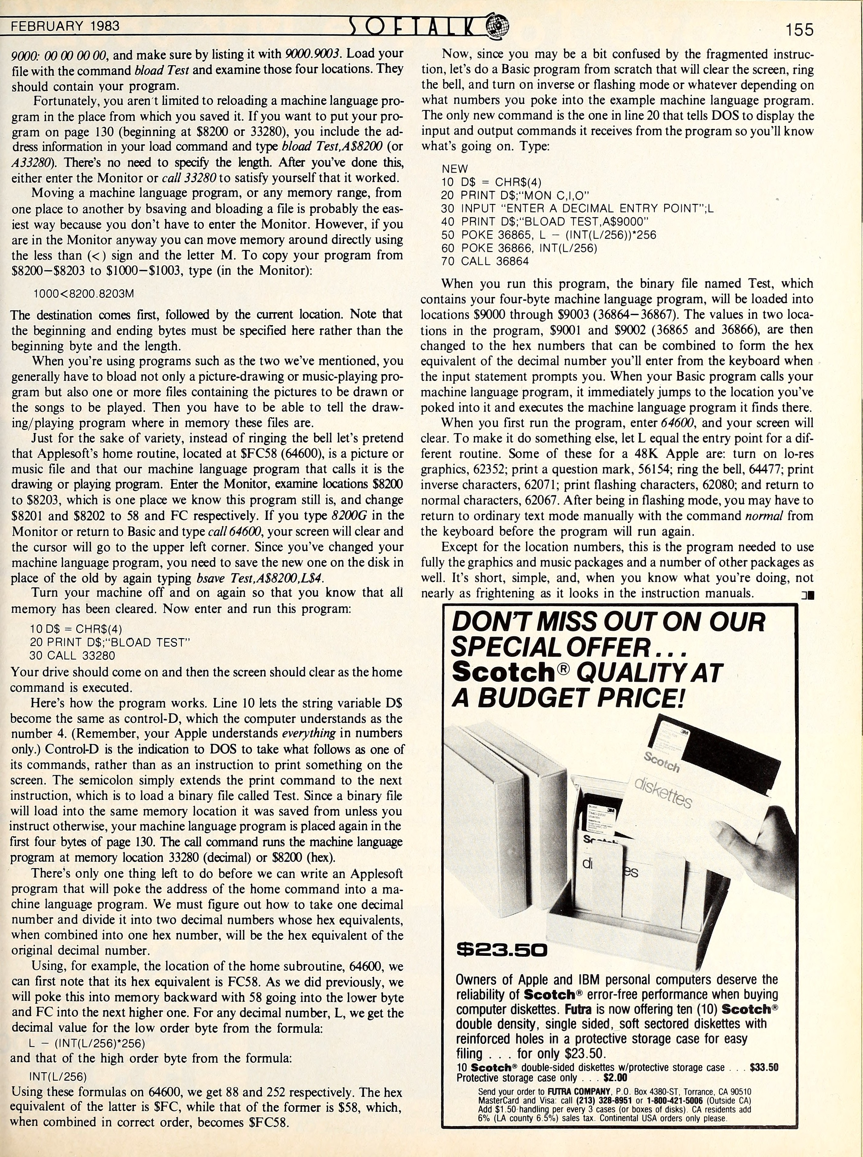 FEBRUARY 1983
SOFTALK
155
9000: 00 00 00 00, and make sure by listing it with 9000.9003. Load your
file with the command bload Test and examine those four locations. They
should contain your program.
Fortunately, you aren't limited to reloading a machine language pro-
gram in the place from which you saved it. If you want to put your pro-
gram on page 130 (beginning at $8200 or 33280), you include the ad-
dress information in your load command and type bload Test,A$8200 (or
A33280). There's no need to specify the length. After you've done this,
either enter the Monitor or call 33280 to satisfy yourself that it worked.
Moving a machine language program, or any memory range, from
one place to another by bsaving and bloading a file is probably the eas-
iest way because you don't have to enter the Monitor. However, if you
are in the Monitor anyway you can move memory around directly using
the less than (<) sign and the letter M. To copy your program from
$8200–$8203 to $1000–$1003, type (in the Monitor):
1000<8200.8203M
The destination comes first, followed by the current location. Note that
the beginning and ending bytes must be specified here rather than the
beginning byte and the length.
When you're using programs such as the two we've mentioned, you
generally have to bload not only a picture-drawing or music-playing pro-
gram but also one or more files containing the pictures to be drawn or
the songs to be played. Then you have to be able to tell the draw-
ing/playing program where in memory these files are.
Just for the sake of variety, instead of ringing the bell let's pretend
that Applesoft's home routine, located at $FC58 (64600), is a picture or
music file and that our machine language program that calls it is the
drawing or playing program. Enter the Monitor, examine locations $8200
to $8203, which is one place we know this program still is, and change
$8201 and $8202 to 58 and FC respectively. If you type 8200G in the
Monitor or return to Basic and type call 64600, your screen will clear and
the cursor will go to the upper left corner. Since you've changed your
machine language program, you need to save the new one on the disk in
place of the old by again typing bsave Test,A$8200,L$4.
Turn your machine off and on again so that you know that all
memory has been cleared. Now enter and run this program:
10 D$ = CHR$(4)
20 PRINT D$;"BLOAD TEST"
30 CALL 33280
Your drive should come on and then the screen should clear as the home
command is executed.
Here's how the program works. Line 10 lets the string variable D$
become the same as control-D, which the computer understands as the
number 4. (Remember, your Apple understands everything in numbers
only.) Control-D is the indication to DOS to take what follows as one of
its commands, rather than as an instruction to print something on the
screen. The semicolon simply extends the print command to the next
instruction, which is to load a binary file called Test. Since a binary file
will load into the same memory location it was saved from unless you
instruct otherwise, your machine language program is placed again in the
first four bytes of page 130. The call command runs the machine language
program at memory location 33280 (decimal) or $8200 (hex).
There's only one thing left to do before we can write an Applesoft
program that will poke the address of the home command into a ma-
chine language program. We must figure out how to take one decimal
number and divide it into two decimal numbers whose hex equivalents,
when combined into one hex number, will be the hex equivalent of the
original decimal number.
Using, for example, the location of the home subroutine, 64600, we
can first note that its hex equivalent is FC58. As we did previously, we
will poke this into memory backward with 58 going into the lower byte
and FC into the next higher one. For any decimal number, L, we get the
decimal value for the low order byte from the formula:
L – (INT(L/256)*256)
and that of the high order byte from the formula:
INT(L/256)
Using these formulas on 64600, we get 88 and 252 respectively. The hex
equivalent of the latter is $FC, while that of the former is $58, which,
when combined in correct order, becomes $FC58.
Now, since you may be a bit confused by the fragmented instruc-
tion, let's do a Basic program from scratch that will clear the screen, ring
the bell, and turn on inverse or flashing mode or whatever depending on
what numbers you poke into the example machine language program.
The only new command is the one in line 20 that tells DOS to display the
input and output commands it receives from the program so you'll know
what's going on. Type:
NEW
10 D$ = CHR$(4)
20 PRINT D$;"MON C,I,O"
30 INPUT "ENTER A DECIMAL ENTRY POINT";L
40 PRINT D$;"BLOAD TEST,A$9000"
50 POKE 36865, L – (INT(L/256))*256
60 POKE 36866, INT(L/256)
70 CALL 36864
When you run this program, the binary file named Test, which
contains your four-byte machine language program, will be loaded into
locations $9000 through $9003 (36864–36867). The values in two loca-
tions in the program, $9001 and $9002 (36865 and 36866), are then
changed to the hex numbers that can be combined to form the hex
equivalent of the decimal number you'll enter from the keyboard when
the input statement prompts you. When your Basic program calls your
machine language program, it immediately jumps to the location you've
poked into it and executes the machine language program it finds there.
When you first run the program, enter 64600, and your screen will
clear. To make it do something else, let L equal the entry point for a dif-
ferent routine. Some of these for a 48K Apple are: turn on lo-res
graphics, 62352; print a question mark, 56154; ring the bell, 64477; print
inverse characters, 62071; print flashing characters, 62080; and return to
normal characters, 62067. After being in flashing mode, you may have to
return to ordinary text mode manually with the command normal from
the keyboard before the program will run again.
Except for the location numbers, this is the program needed to use
fully the graphics and music packages and a number of other packages as
well. It's short, simple, and, when you know what you're doing, not
nearly as frightening as it looks in the instruction manuals.
DON'T MISS OUT ON OUR
SPECIAL OFFER...
Scotch® QUALITY AT
A BUDGET PRICE!
3M
Scotch
diskettes
Scotch
di
es
$23.50
Owners of Apple and IBM personal computers deserve the
reliability of Scotch® error-free performance when buying
computer diskettes. Futra is now offering ten (10) Scotch®
double density, single sided, soft sectored diskettes with
reinforced holes in a protective storage case for easy
filing . . . for only $23.50.
10 Scotch® double-sided diskettes w/protective storage case . . . $33.50
Protective storage case only . . . $2.00
Send your order to FUTRA COMPANY, P.O. Box 4380-ST, Torrance, CA 90510
MasterCard and Visa: call (213) 328-8951 or 1-800-421-5006 (Outside CA)
Add $1.50 handling per every 3 cases (or boxes of disks). CA residents add
6% (LA county 6.5%) sales tax. Continental USA orders only please.